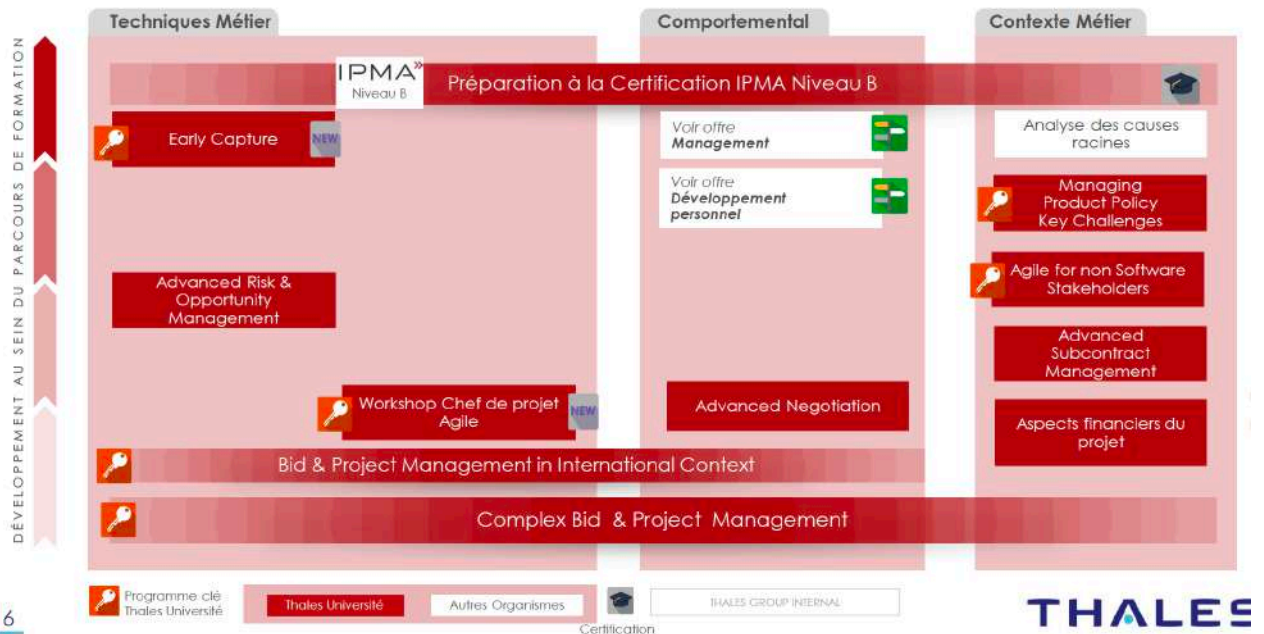 Techniques Métier
Comportemental
Contexte Métier
DÉVELOPPEMENT AU SEIN DU PARCOURS DE FORMATION
IPMA»
Niveau B
Préparation à la Certification IPMA Niveau B
Early Capture
NEW
Voir offre
Management
Analyse des causes
racines
Voir offre
Développement
personnel
Managing
Product Policy
Key Challenges
Advanced Risk &
Opportunity
Management
Agile for non Software
Stakeholders
Advanced
Subcontract
Management
Workshop Chef de projet
Agile
NEW
Advanced Negotiation
Aspects financiers du
projet
Bid & Project Management in International Context
Complex Bid & Project Management
Programme clé
Thales Université
Thales Université
Autres Organismes
Certification
THALES GROUP INTERNAL
THALES
6